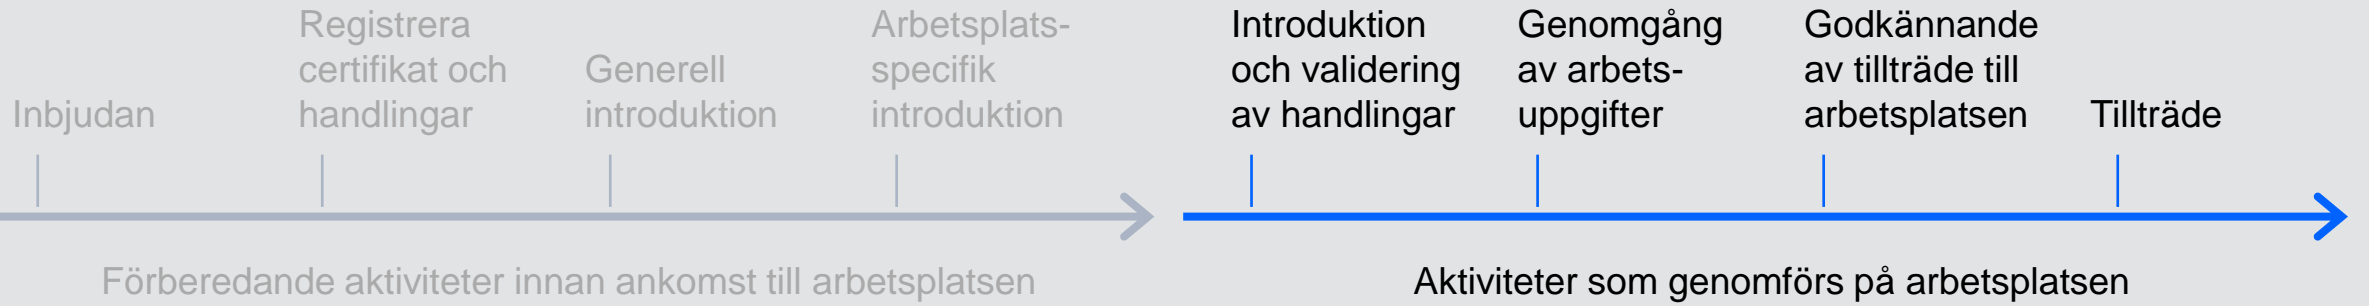 Inbjudan
Registrera
certifikat och
handlingar
Generell
introduktion
Arbetsplats-
specifik
introduktion
Introduktion
och validering
av handlingar
Genomgång
av arbets-
uppgifter
Godkännande
av tillträde till
arbetsplatsen
Tillträde
Förberedande aktiviteter innan ankomst till arbetsplatsen
Aktiviteter som genomförs på arbetsplatsen